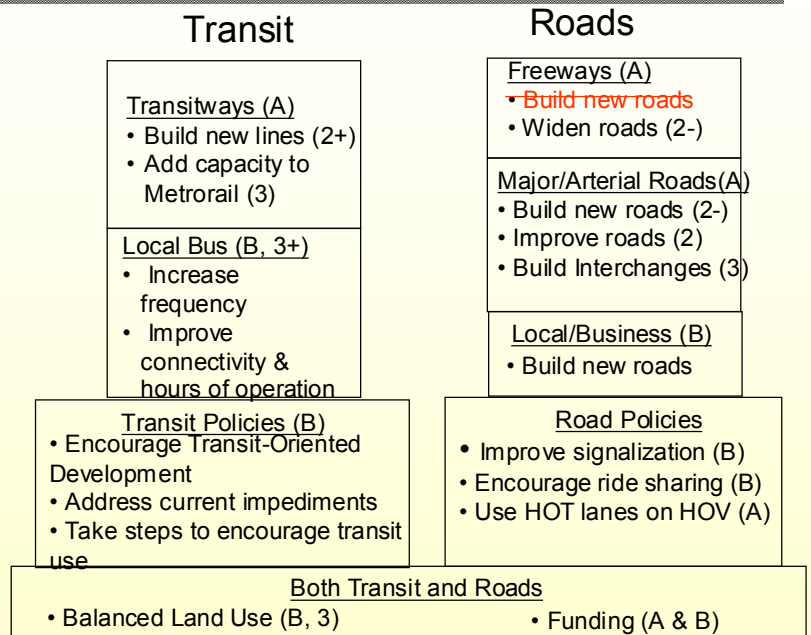 Transit
Transitways (A)
• Build new lines (2+)
• Add capacity to
Metrorail (3)
Local Bus (B, 3+)
• Increase
frequency
• Improve
connectivity &
hours of operation
Transit Policies (B)
• Encourage Transit-Oriented
Development
• Address current impediments
• Take steps to encourage transit
use
Roads
Freeways (A)
• Build new roads
• Widen roads (2-)
Major/Arterial Roads(A)
• Build new roads (2-)
• Improve roads (2)
• Build Interchanges (3)
Local/Business (B)
• Build new roads
Road Policies
• Improve signalization (B)
• Encourage ride sharing (B)
• Use HOT lanes on HOV (A)
Both Transit and Roads
• Balanced Land Use (B, 3)
• Funding (A & B)